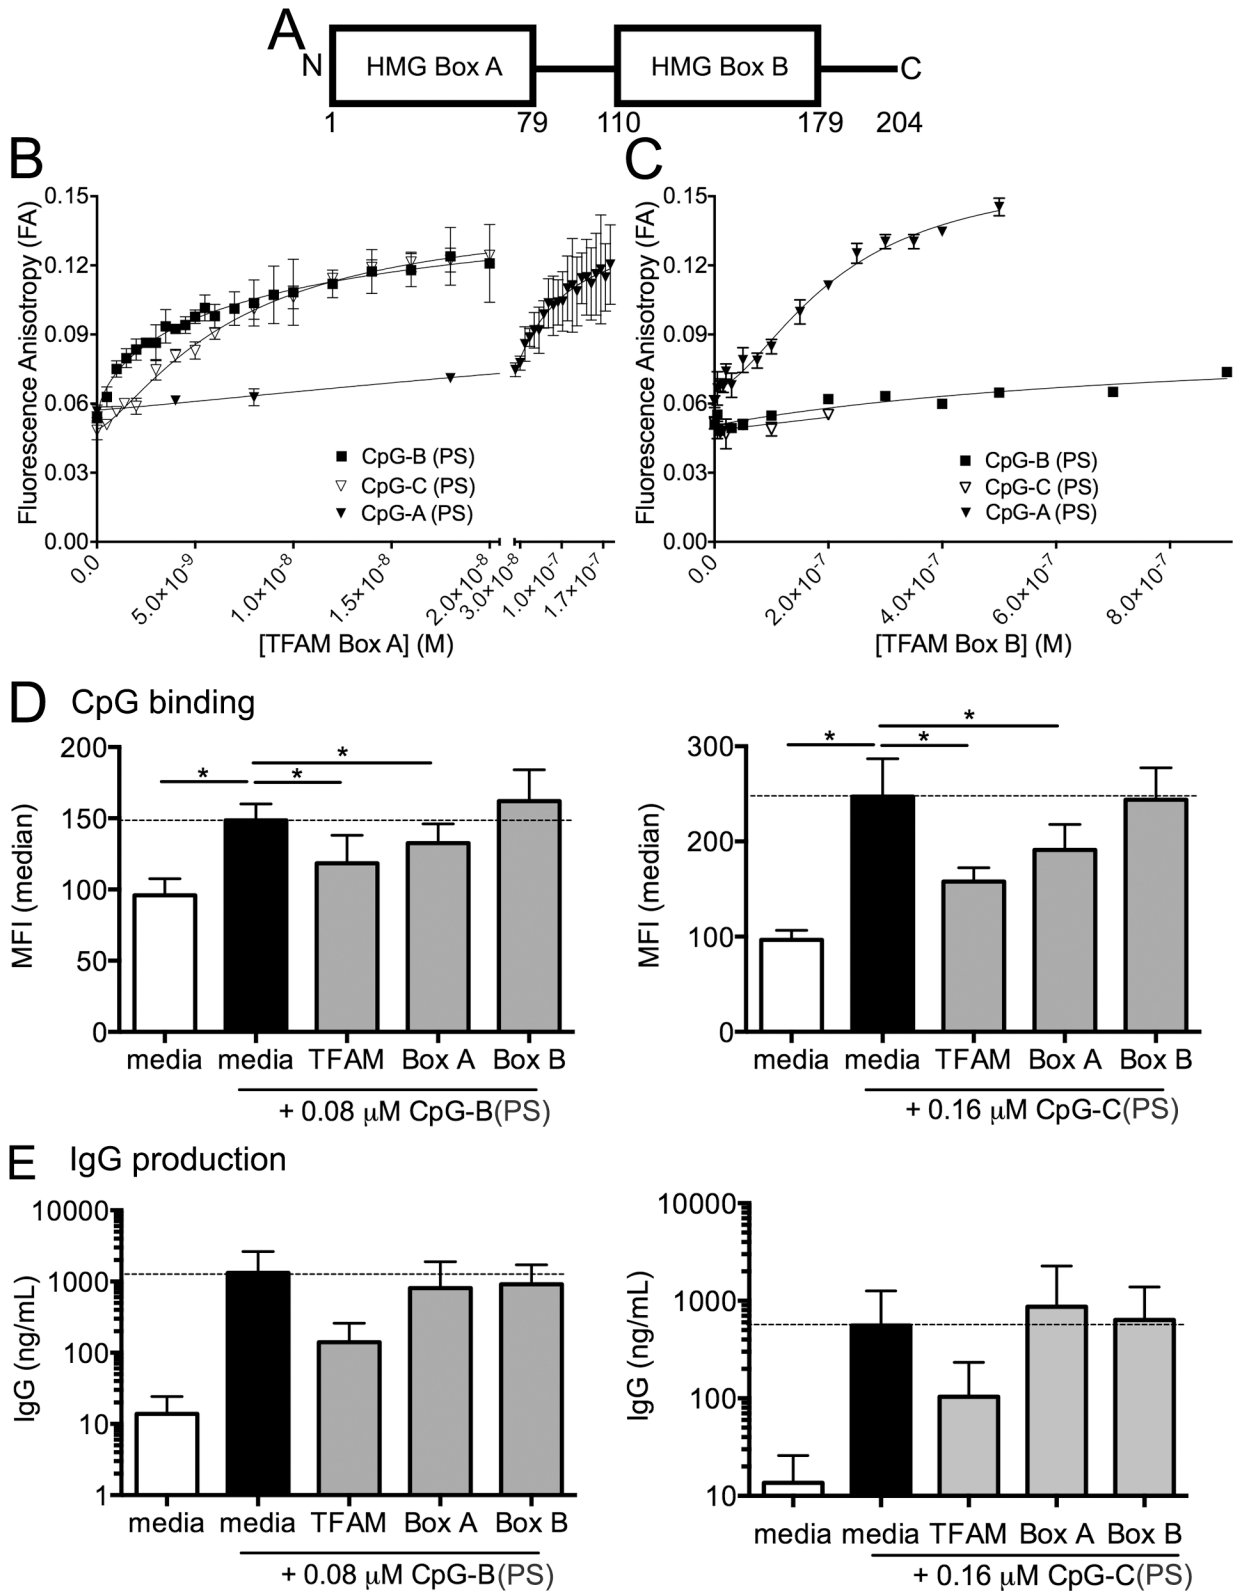 A
N HMG Box A HMG Box B C
1 79 110 179 204
B
Fluorescence Anisotropy (FA)
0.15
0.12
0.09
0.06
0.03
0.00
CpG-B (PS)
CpG-C (PS)
CpG-A (PS)
0.0 5.0×10-9 1.0×10-8 1.5×10-8 2.0×10-8 3.0×10-8 1.0×10-7 1.7×10-7
[TFAM Box A] (M)
C
Fluorescence Anisotropy (FA)
0.15
0.12
0.09
0.06
0.03
0.00
CpG-B (PS)
CpG-C (PS)
CpG-A (PS)
0.0 2.0×10-7 4.0×10-7 6.0×10-7 8.0×10-7
[TFAM Box B] (M)
D CpG binding
MFI (median)
200
150
100
50
0
* * *
media media TFAM Box A Box B
+ 0.08 μM CpG-B(PS)
MFI (median)
300
200
100
0
* * *
media media TFAM Box A Box B
+ 0.16 μM CpG-C(PS)
E IgG production
IgG (ng/mL)
10000
1000
100
10
1
media media TFAM Box A Box B
+ 0.08 μM CpG-B(PS)
IgG (ng/mL)
10000
1000
100
10
media media TFAM Box A Box B
+ 0.16 μM CpG-C(PS)